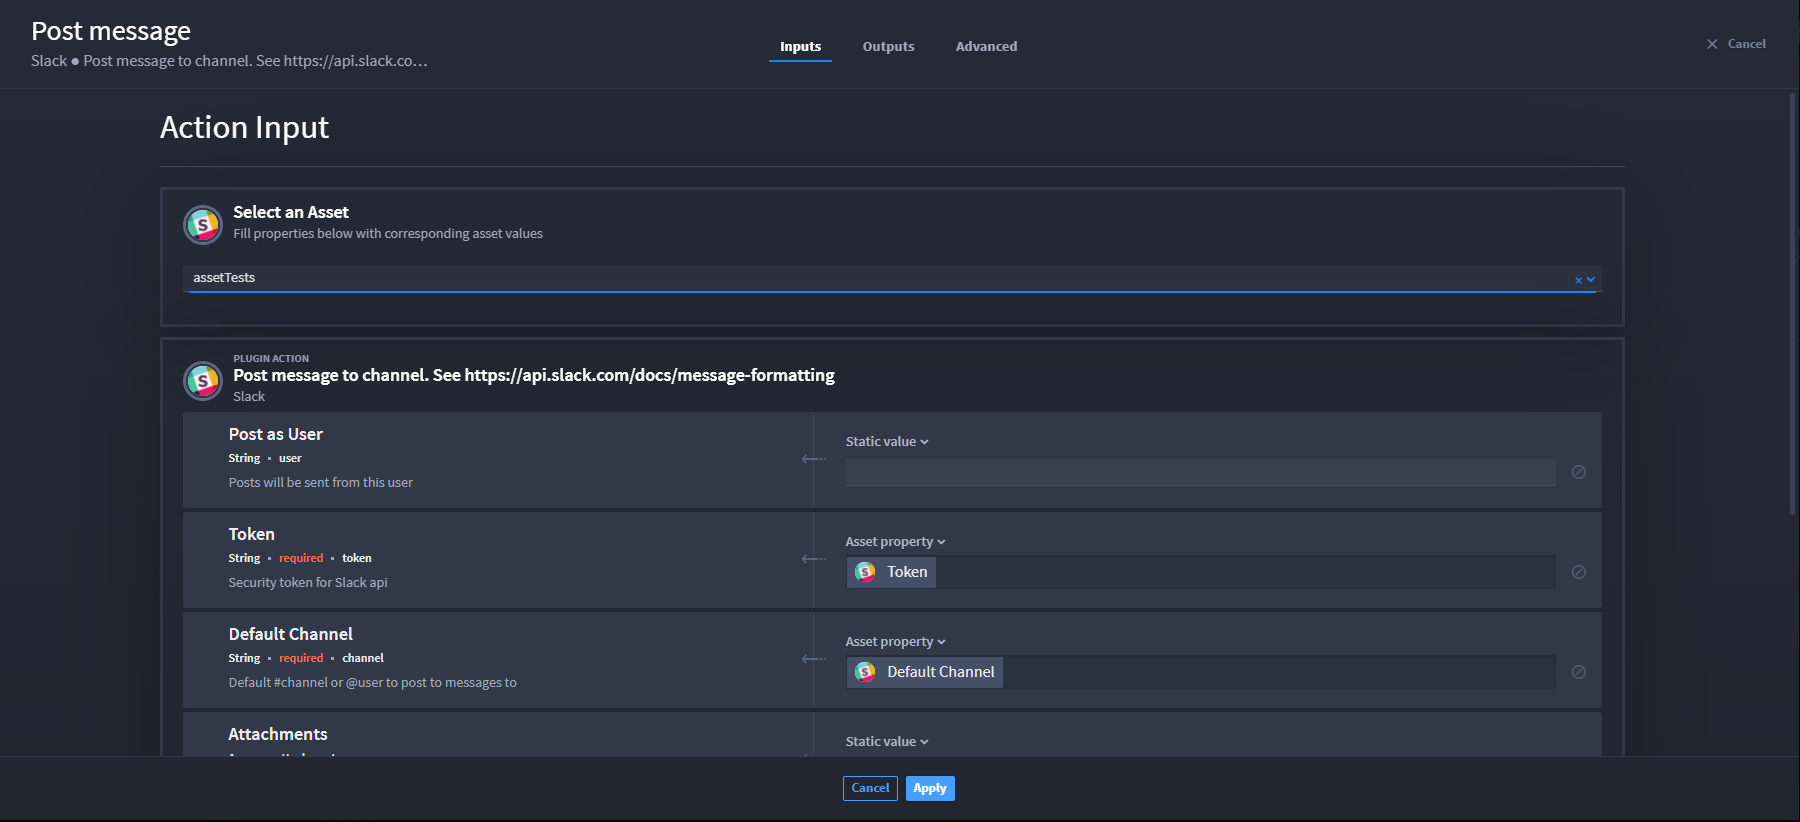 Post message
Slack ● Post message to channel. See https://api.slack.co...
Inputs
Outputs
Advanced
Cancel
Action Input
Select an Asset
Fill properties below with corresponding asset values
assetTests
PLUGIN ACTION
Post message to channel. See https://api.slack.com/docs/message-formatting
Slack
Post as User
String • user
Posts will be sent from this user
Static value
Token
String • required • token
Security token for Slack api
Asset property
Token
Default Channel
String • required • channel
Default #channel or @user to post to messages to
Asset property
Default Channel
Attachments
Static value
Cancel
Apply